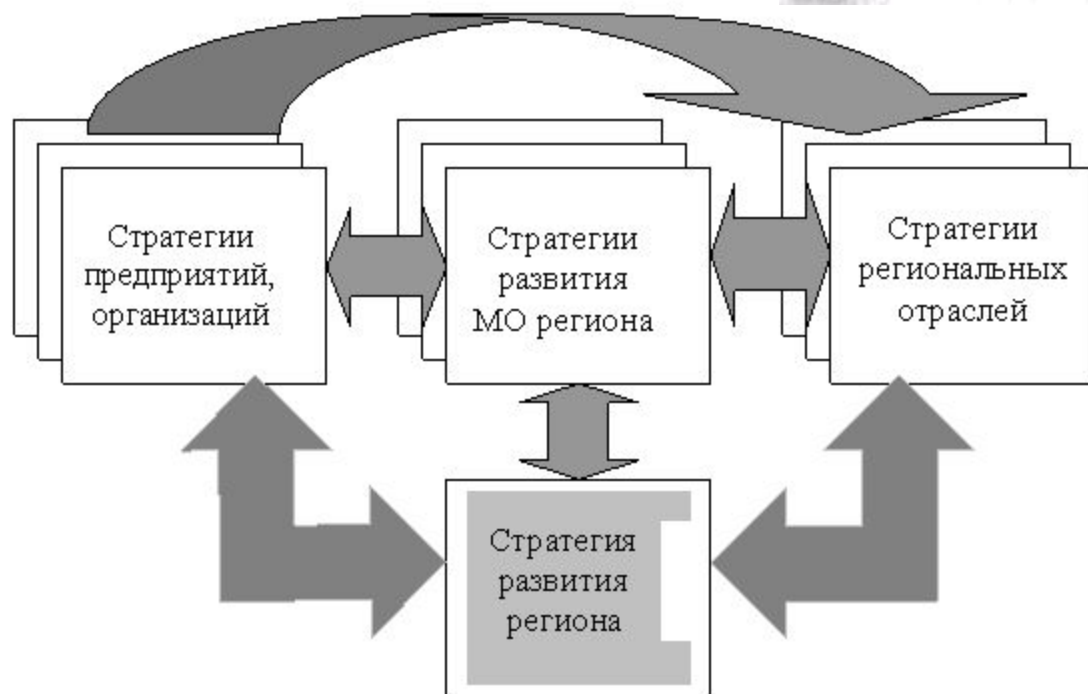 Стратегии
предприятий,
организаций
Стратегии
развития
МО региона
Стратегии
региональных
отраслей
Стратегия
развития
региона